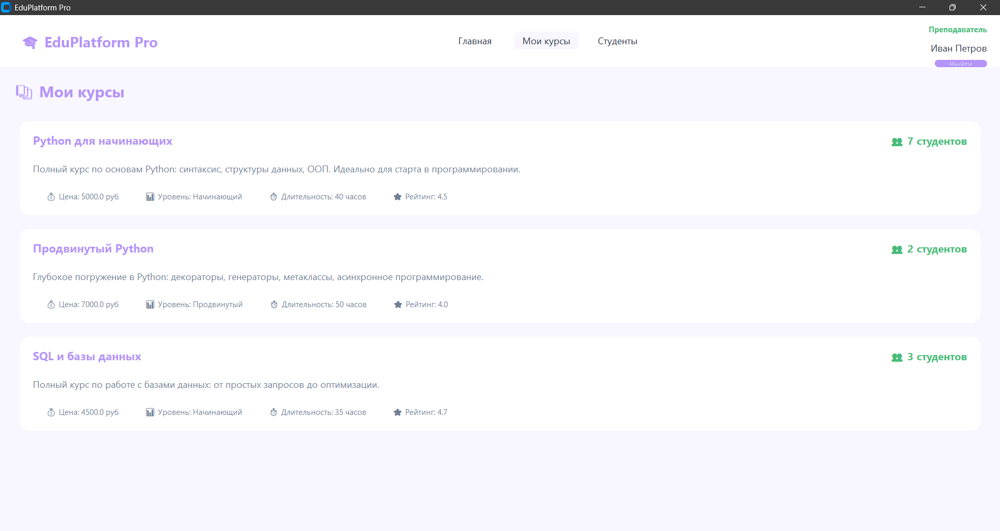 EduPlatform Pro
EduPlatform Pro
Главная Мои курсы Студенты
Преподаватель
Иван Петров
Выйти
Мои курсы
Python для начинающих
7 студентов
Полный курс по основам Python: синтаксис, структуры данных, ООП. Идеально для старта в программировании.
Цена: 5000.0 руб Уровень: Начинающий Длительность: 40 часов Рейтинг: 4.5
Продвинутый Python
2 студентов
Глубокое погружение в Python: декораторы, генераторы, метаклассы, асинхронное программирование.
Цена: 7000.0 руб Уровень: Продвинутый Длительность: 50 часов Рейтинг: 4.0
SQL и базы данных
3 студентов
Полный курс по работе с базами данных: от простых запросов до оптимизации.
Цена: 4500.0 руб Уровень: Начинающий Длительность: 35 часов Рейтинг: 4.7